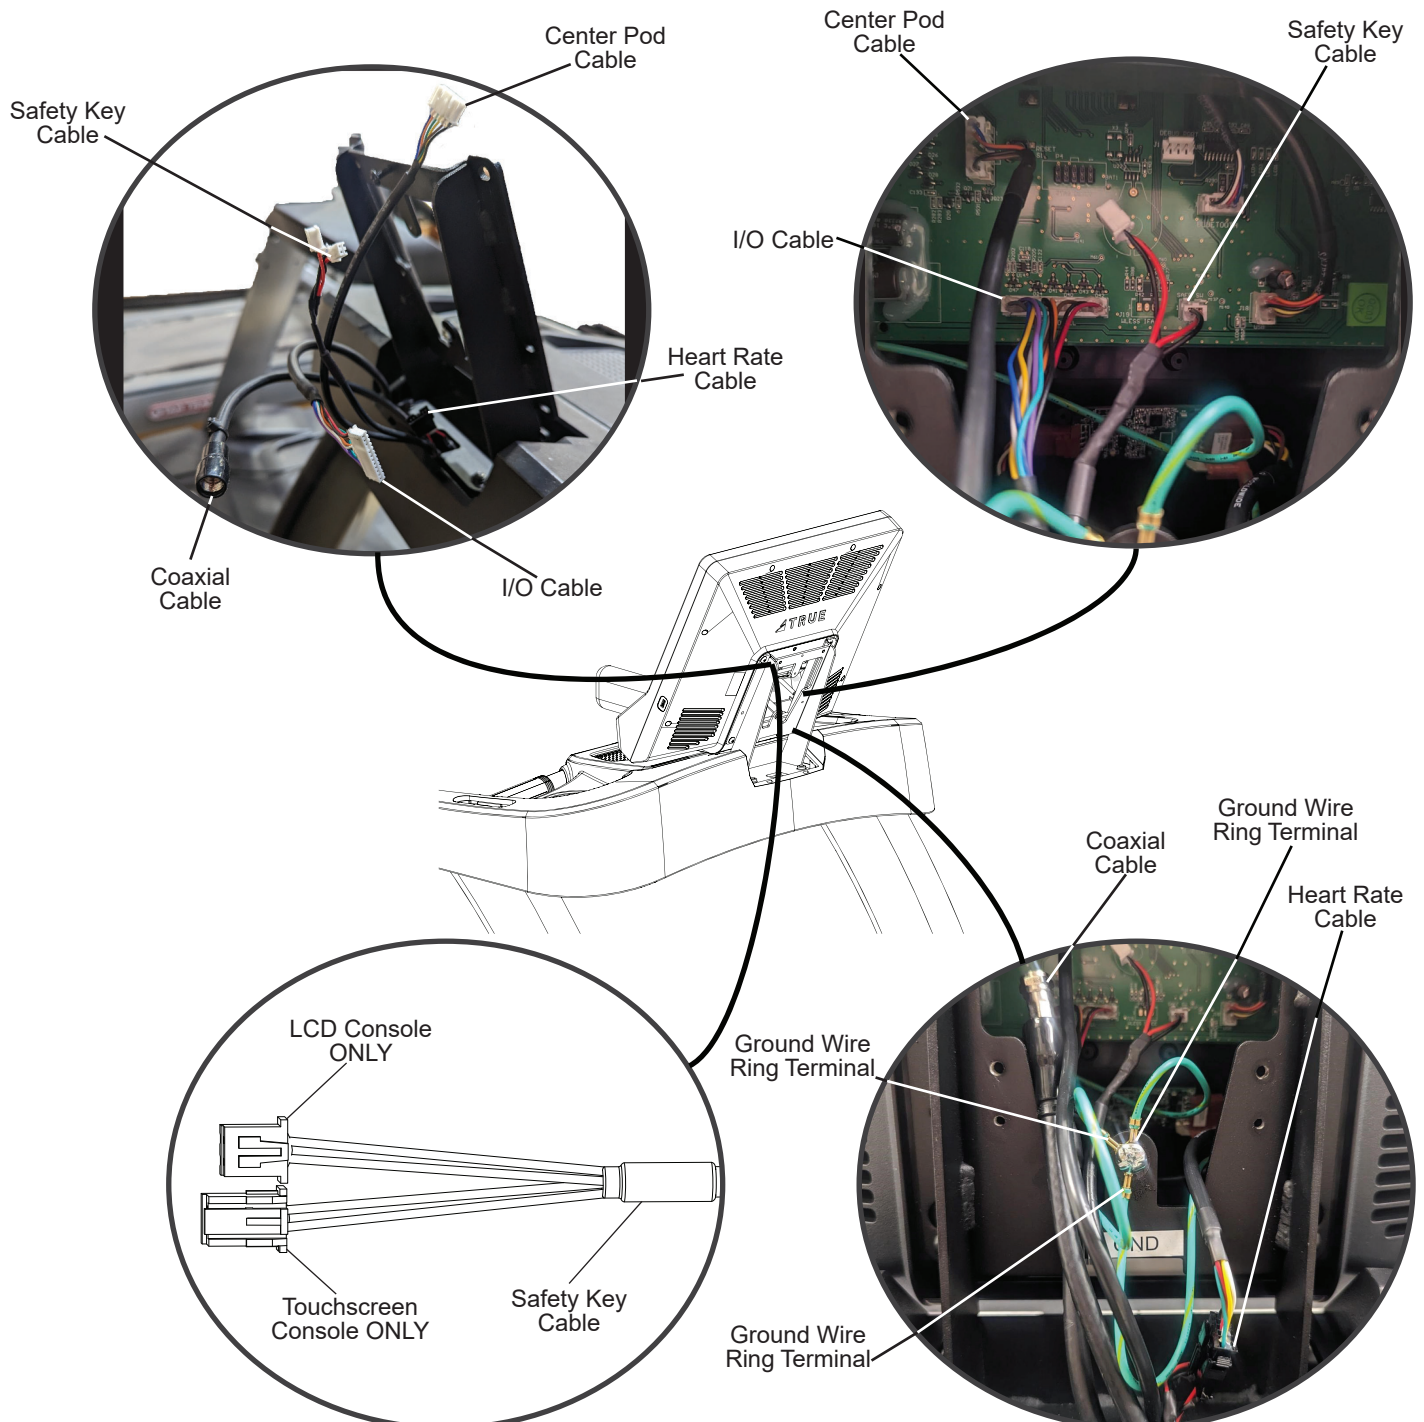 Center Pod
Cable
Safety Key
Cable
Heart Rate
Cable
Coaxial
Cable
I/O Cable
Center Pod
Cable
Safety Key
Cable
I/O Cable
RESET
TRUE
LCD Console
ONLY
Touchscreen
Console ONLY
Safety Key
Cable
Coaxial
Cable
Ground Wire
Ring Terminal
Heart Rate
Cable
Ground Wire
Ring Terminal
GND
Ground Wire
Ring Terminal